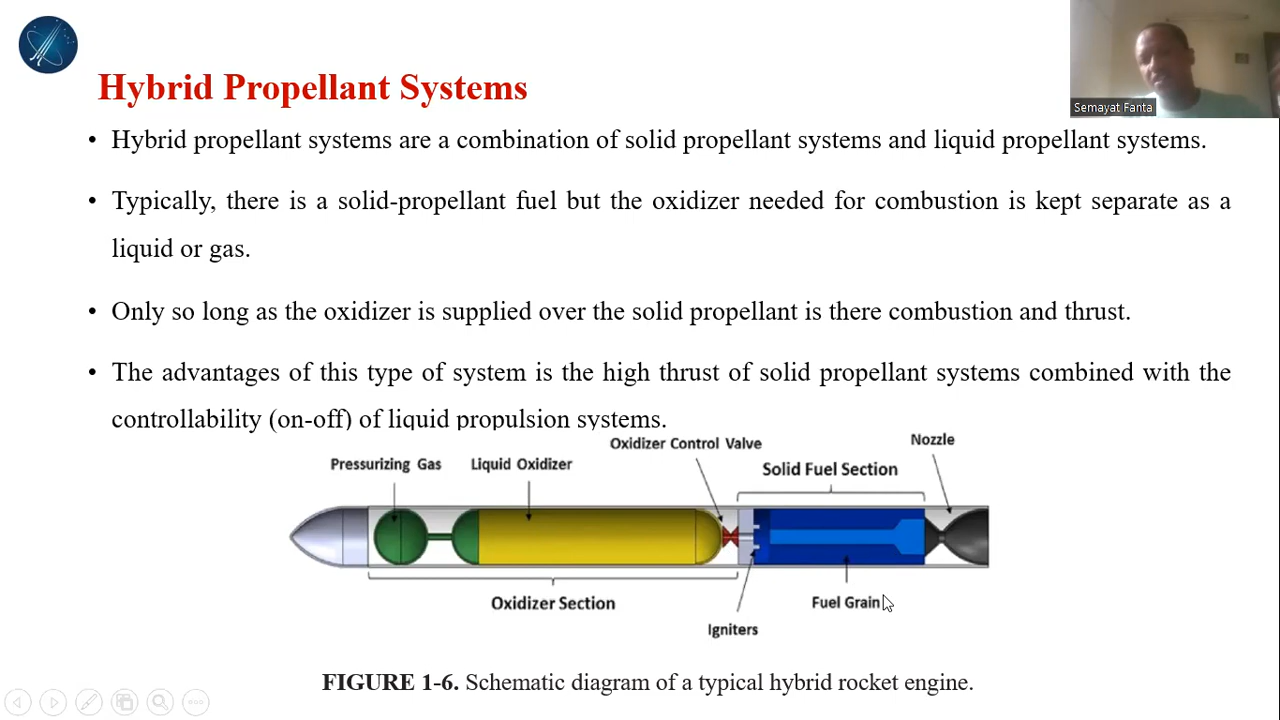 Semayat Fanta
Hybrid Propellant Systems
• Hybrid propellant systems are a combination of solid propellant systems and liquid propellant systems.
• Typically, there is a solid-propellant fuel but the oxidizer needed for combustion is kept separate as a
liquid or gas.
• Only so long as the oxidizer is supplied over the solid propellant is there combustion and thrust.
• The advantages of this type of system is the high thrust of solid propellant systems combined with the
controllability (on-off) of liquid propulsion systems.
Pressurizing Gas
Liquid Oxidizer
Oxidizer Control Valve
Solid Fuel Section
Nozzle
Oxidizer Section
Igniters
Fuel Grain
FIGURE 1-6. Schematic diagram of a typical hybrid rocket engine.